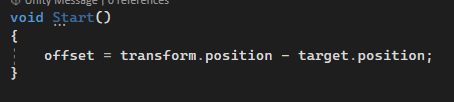 Unity Message | 0 references
void Start()
{
offset = transform.position - target.position;
}